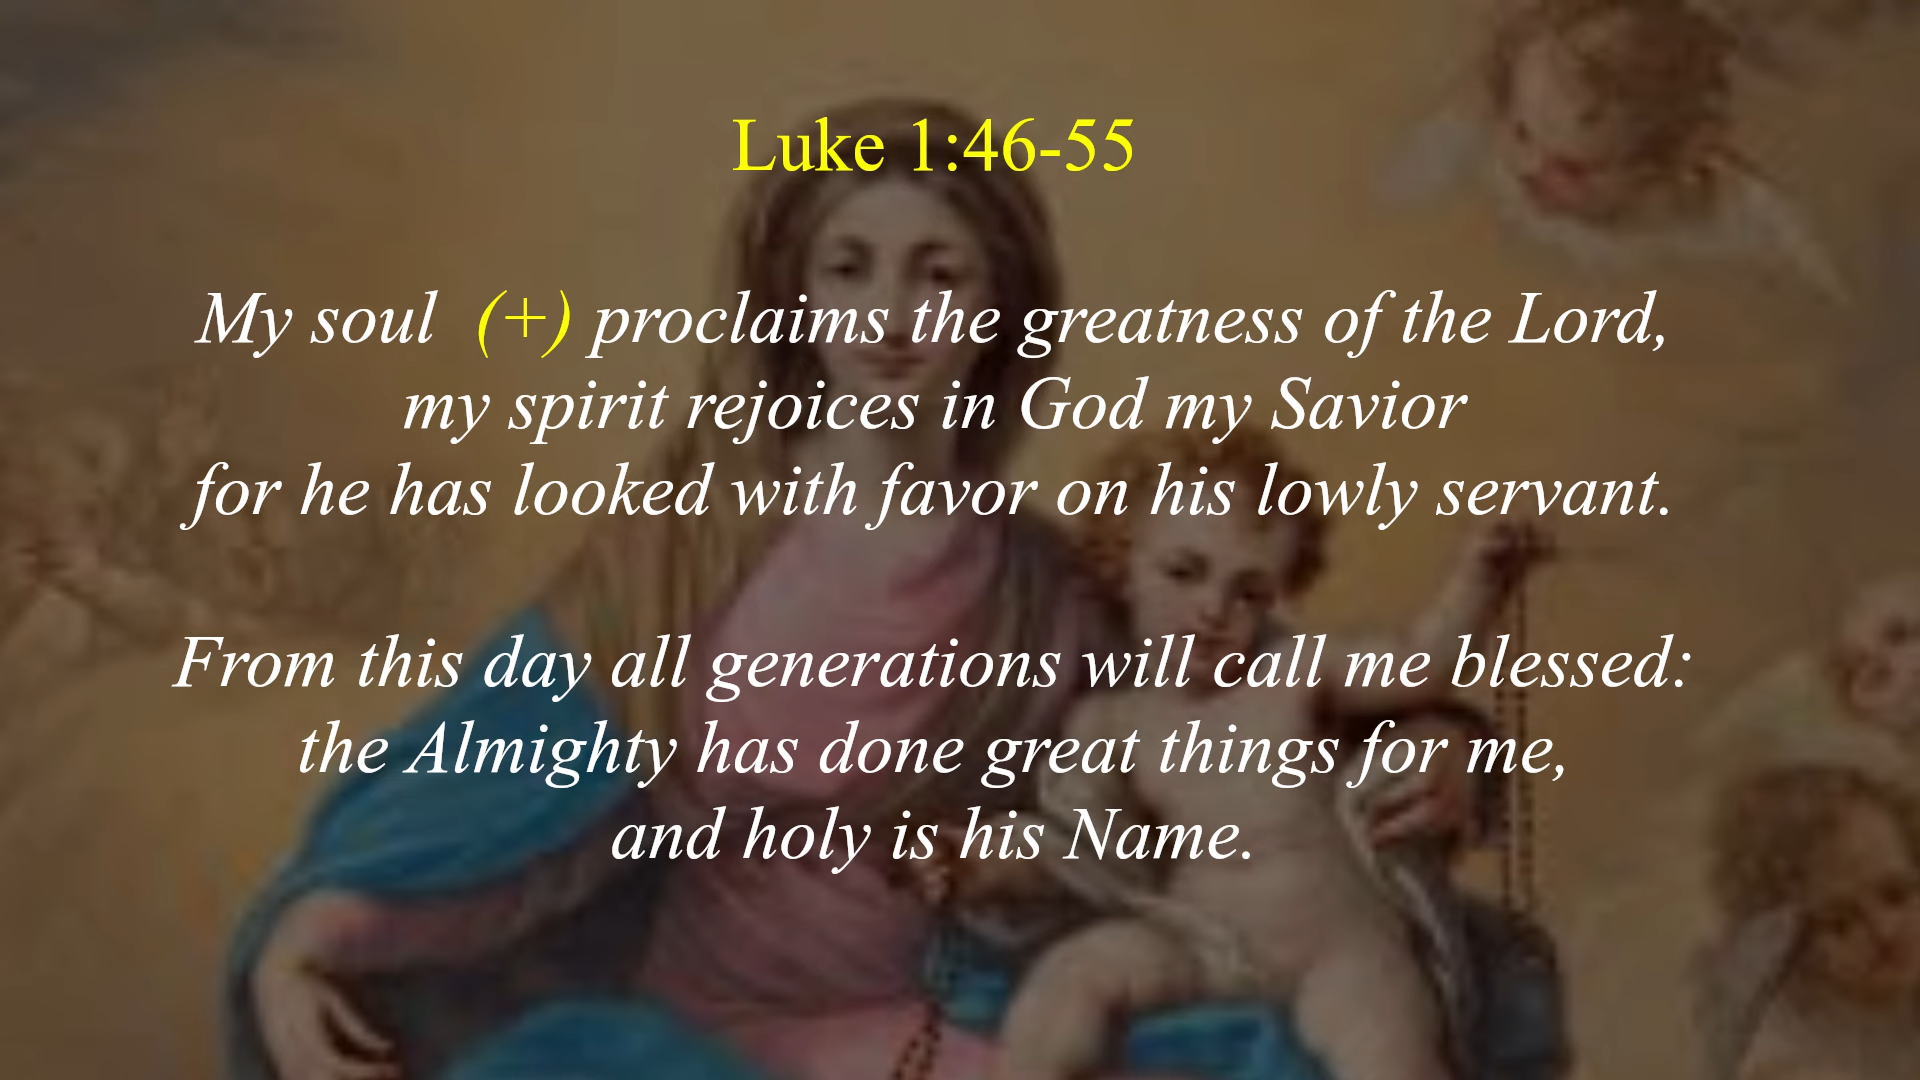 Luke 1:46-55
My soul (+) proclaims the greatness of the Lord,
my spirit rejoices in God my Savior
for he has looked with favor on his lowly servant.
From this day all generations will call me blessed:
the Almighty has done great things for me,
and holy is his Name.